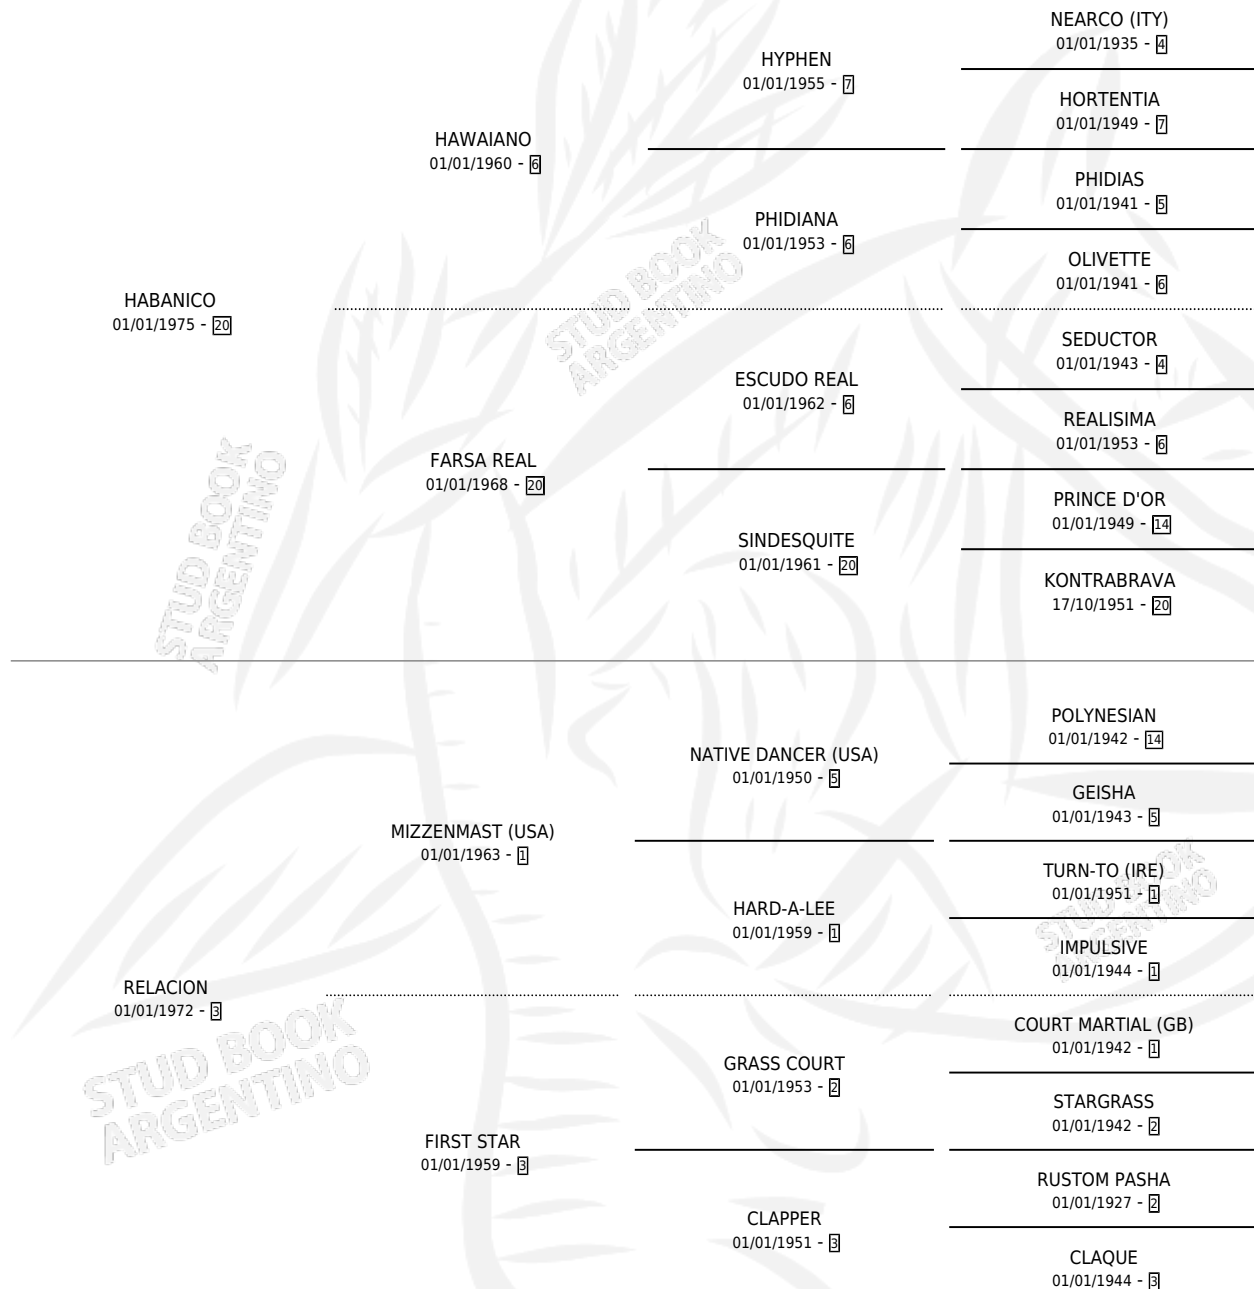 NEARCO (ITY)
01/01/1935 - 4
HYPHEN
01/01/1955 - 7
HORTENTIA
01/01/1949 - 7
HAWAIANO
01/01/1960 - 6
PHIDIAS
01/01/1941 - 5
PHIDIANA
01/01/1953 - 6
OLIVETTE
01/01/1941 - 6
HABANICO
01/01/1975 - 20
SEDUCTOR
01/01/1943 - 4
ESCUDO REAL
01/01/1962 - 6
REALISIMA
01/01/1953 - 6
FARSA REAL
01/01/1968 - 20
PRINCE D'OR
01/01/1949 - 14
SINDESQUITE
01/01/1961 - 20
KONTRABRAVA
17/10/1951 - 20
POLYNESIAN
01/01/1942 - 14
NATIVE DANCER (USA)
01/01/1950 - 5
GEISHA
01/01/1943 - 5
MIZZENMAST (USA)
01/01/1963 - 1
TURN-TO (IRE)
01/01/1951 - 1
HARD-A-LEE
01/01/1959 - 1
IMPULSIVE
01/01/1944 - 1
RELACION
01/01/1972 - 3
COURT MARTIAL (GB)
01/01/1942 - 1
GRASS COURT
01/01/1953 - 2
STARGRASS
01/01/1942 - 2
FIRST STAR
01/01/1959 - 3
RUSTOM PASHA
01/01/1927 - 2
CLAPPER
01/01/1951 - 3
CLAQUE
01/01/1944 - 3
STUD BOOK
ARGENTINO
STUD BOOK
ARGENTINO
STUD BOOK
ARGENTINO
STUD BOOK
ARGENTINO